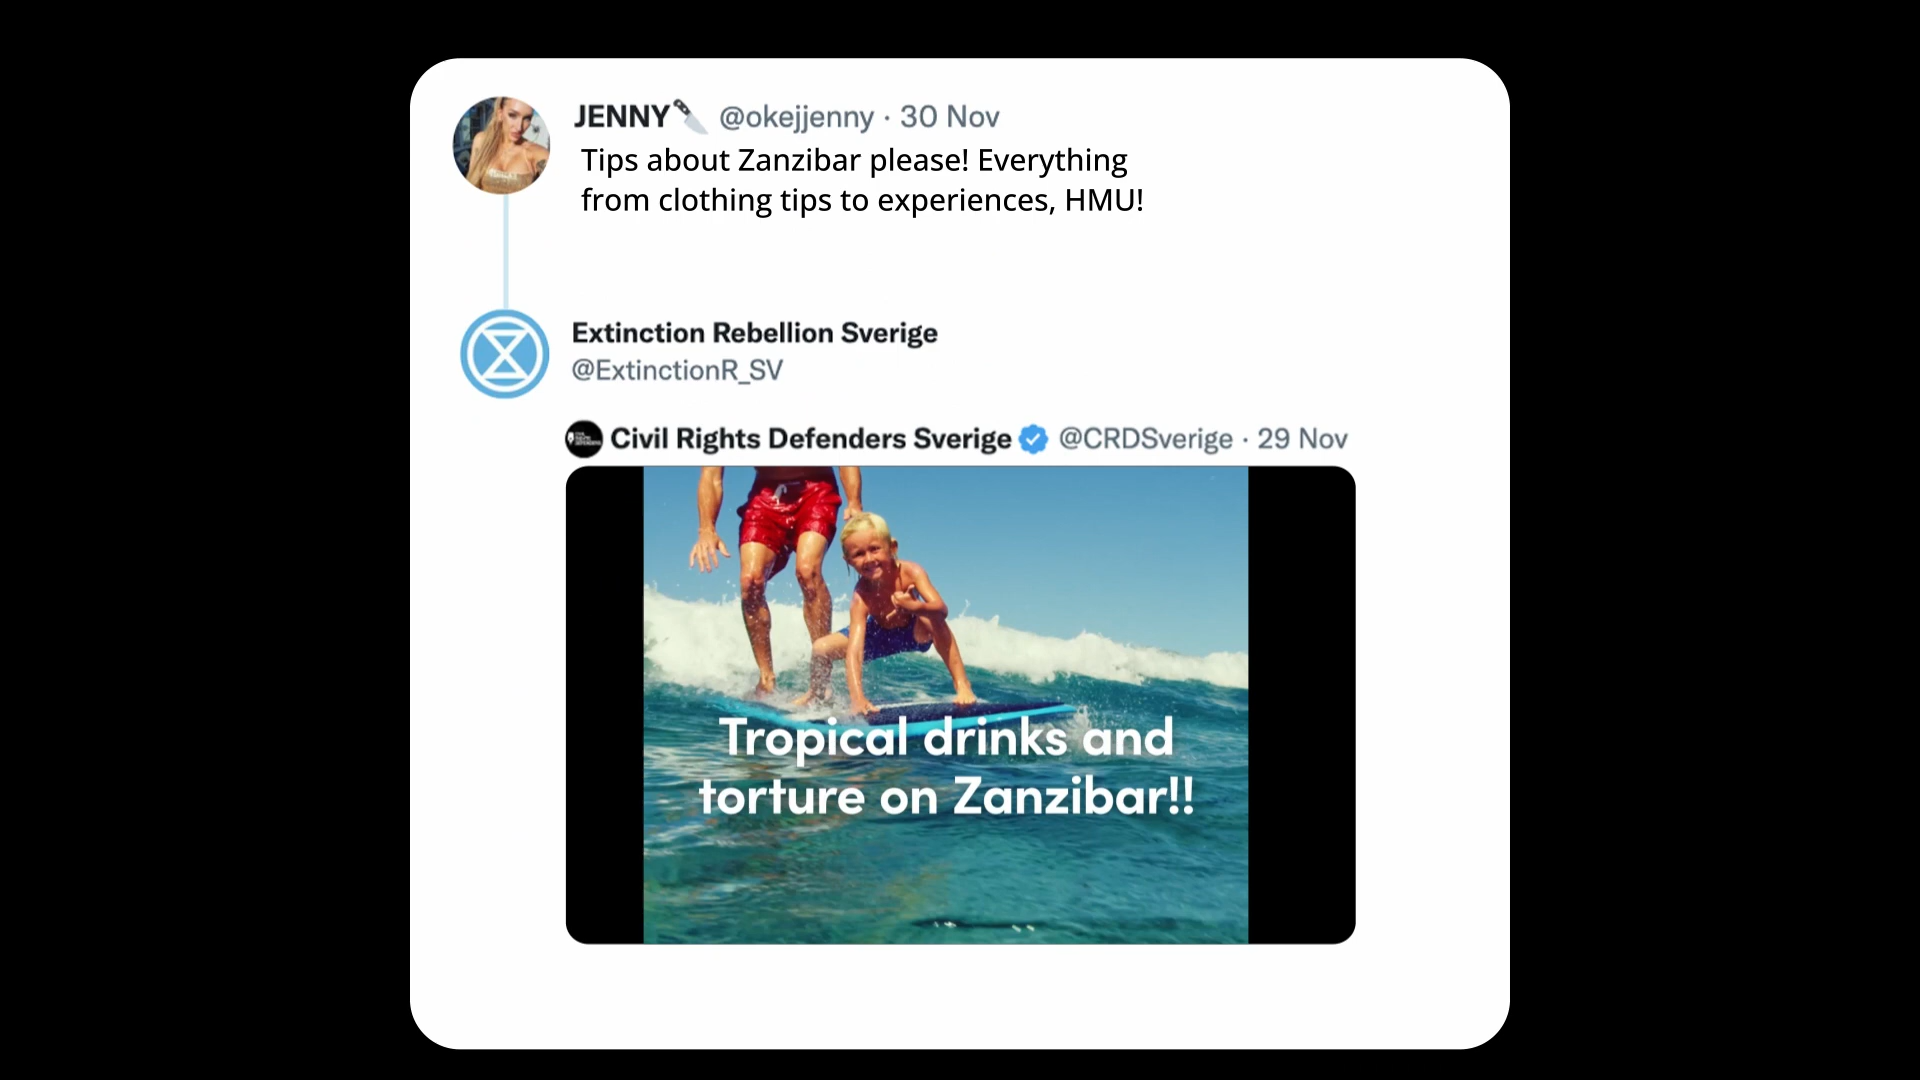 JENNY🔪 @okejjenny · 30 Nov
Tips about Zanzibar please! Everything
from clothing tips to experiences, HMU!
Extinction Rebellion Sverige
@ExtinctionR_SV
Civil Rights Defenders Sverige @CRDSverige · 29 Nov
Tropical drinks and
torture on Zanzibar!!